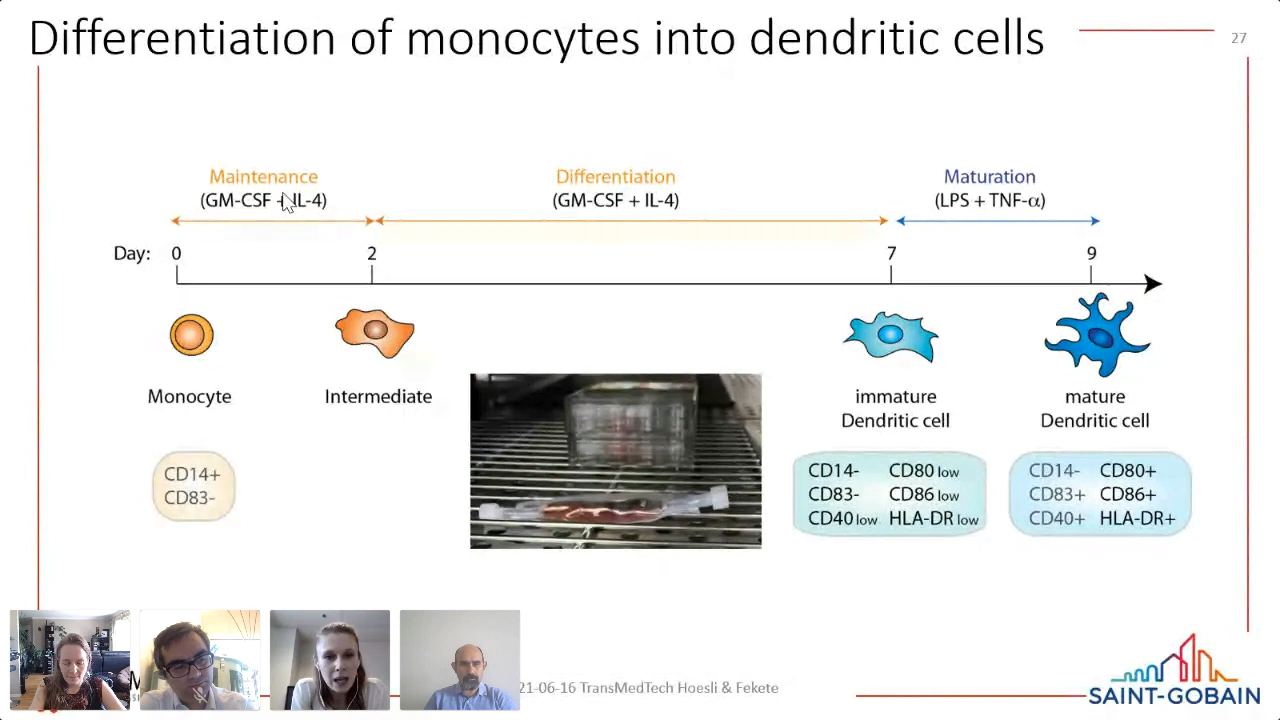 Differentiation of monocytes into dendritic cells
27
Maintenance
(GM-CSF + IL-4)
Differentiation
(GM-CSF + IL-4)
Maturation
(LPS + TNF-α)
Day: 0 2 7 9
Monocyte
Intermediate
immature
Dendritic cell
mature
Dendritic cell
CD14+
CD83-
CD14- CD80 low
CD83- CD86 low
CD40 low HLA-DR low
CD14- CD80+
CD83+ CD86+
CD40+ HLA-DR+
21-06-16 TransMedTech Hoesli & Fekete
SAINT-GOBAIN